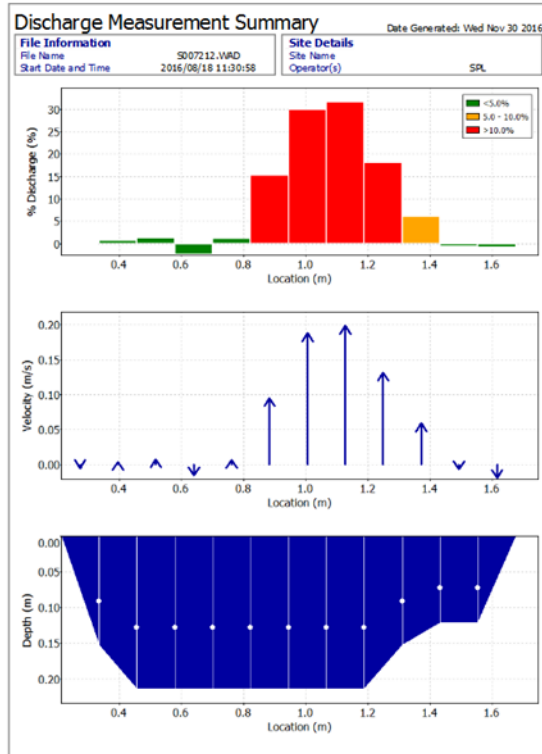 Discharge Measurement Summary
Date Generated: Wed Nov 30 2016
File Information
File Name S007212.WAD
Start Date and Time 2016/08/18 11:30:58
Site Details
Site Name
Operator(s) SPL
% Discharge (%)
30
25
20
15
10
5
0
<5.0%
5.0 - 10.0%
>10.0%
0.4 0.6 0.8 1.0 1.2 1.4 1.6
Location (m)
Velocity (m/s)
0.20
0.15
0.10
0.05
0.00
0.4 0.6 0.8 1.0 1.2 1.4 1.6
Location (m)
Depth (m)
0.00
0.05
0.10
0.15
0.20
0.4 0.6 0.8 1.0 1.2 1.4 1.6
Location (m)